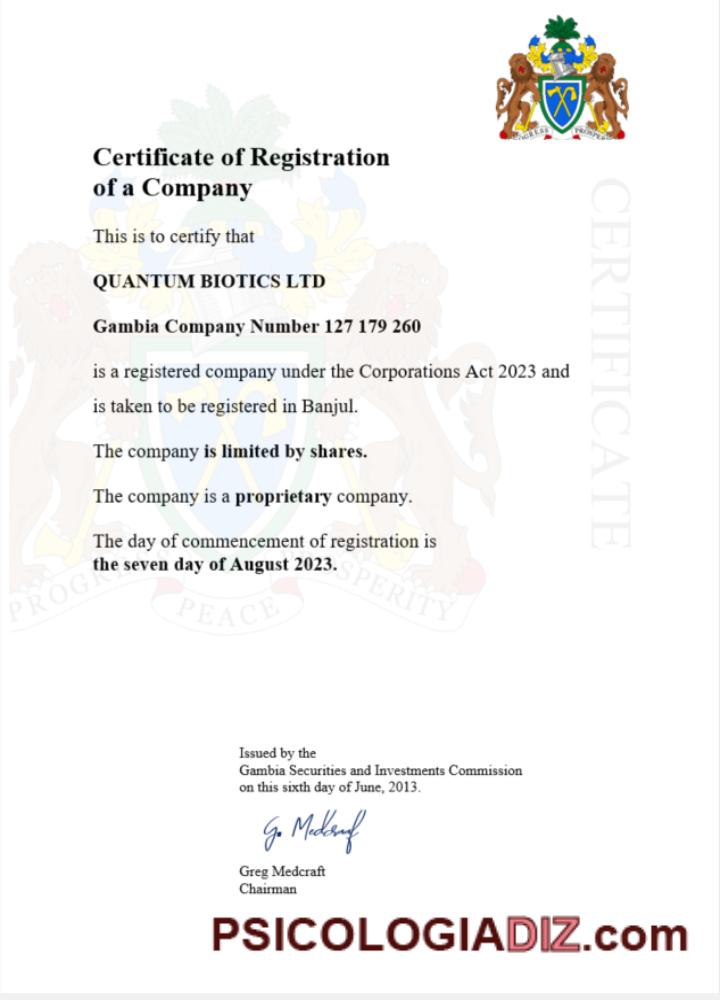 OGRESS PROSPERI
Certificate of Registration
of a Company
This is to certify that
QUANTUM BIOTICS LTD
Gambia Company Number 127 179 260
is a registered company under the Corporations Act 2023 and
is taken to be registered in Banjul.
The company is limited by shares.
The company is a proprietary company.
The day of commencement of registration is
the seven day of August 2023.
PROGRESS PEACE PROSPERITY
CERTIFICATE
Issued by the
Gambia Securities and Investments Commission
on this sixth day of June, 2013.
G. Medcraf
Greg Medcraft
Chairman
PSICOLOGIADIZ.com